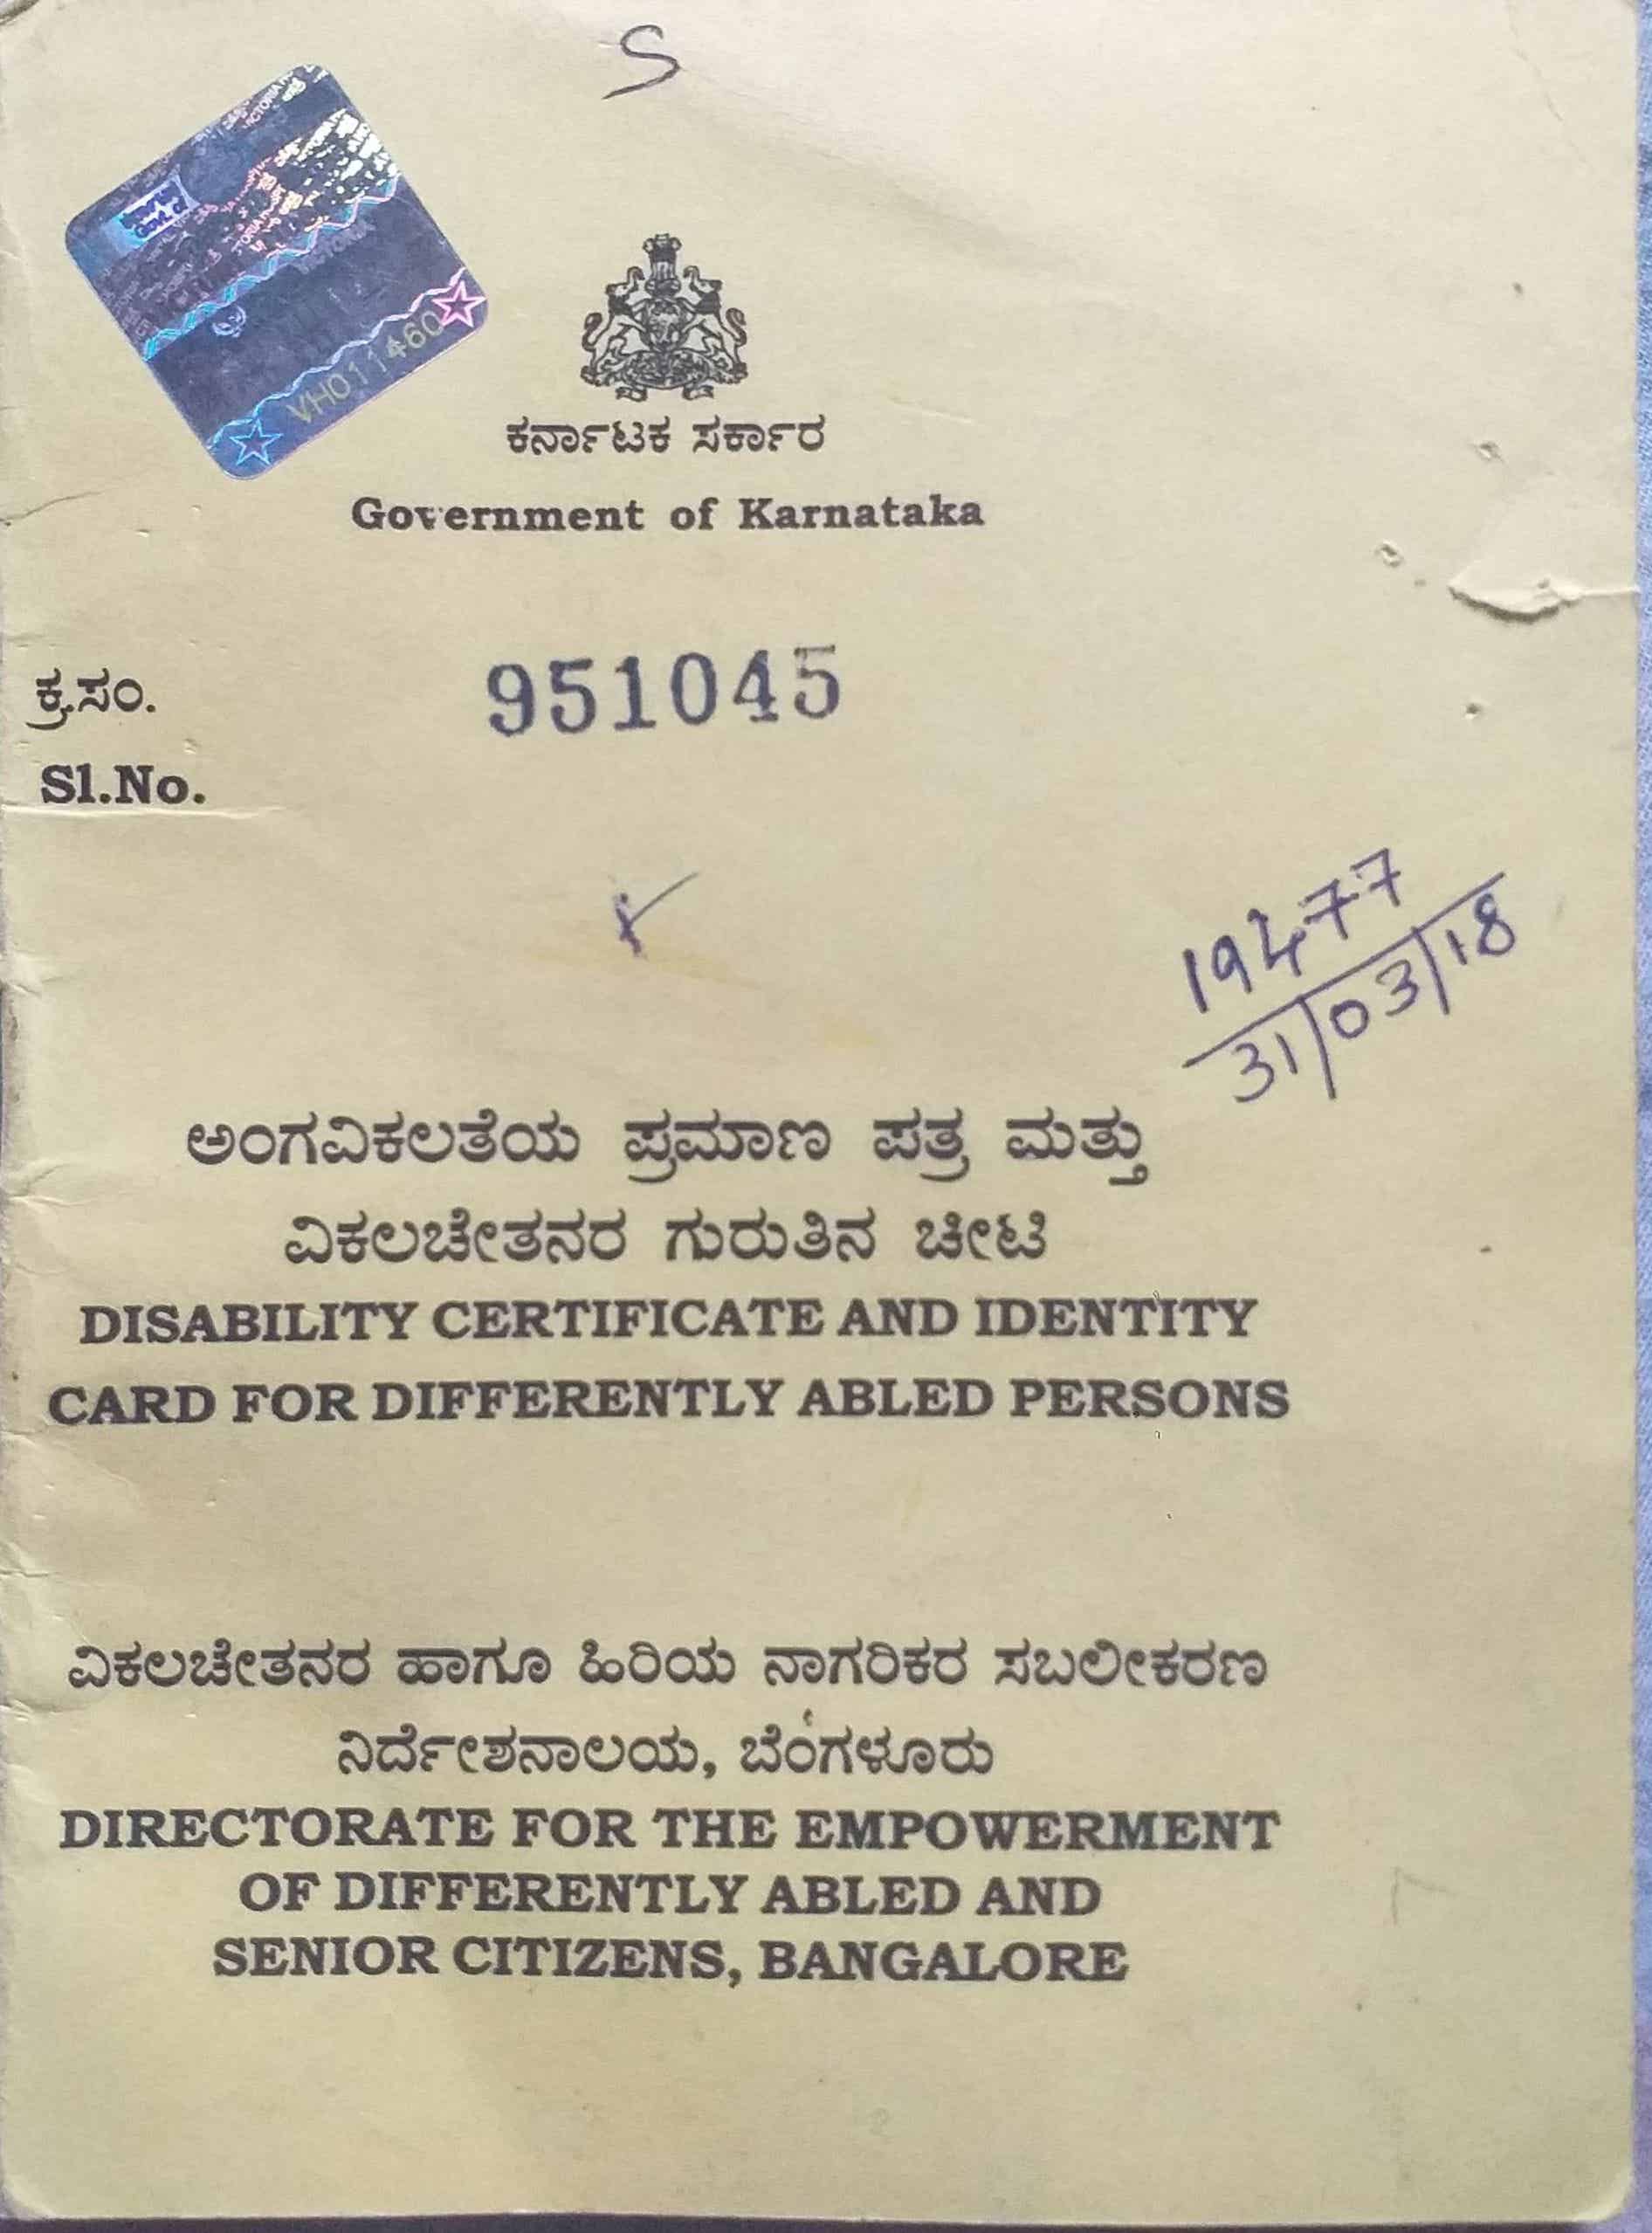 S
VH011460
ಕರ್ನಾಟಕ ಸರ್ಕಾರ
Government of Karnataka
ಕ್ರ.ಸಂ.
951045
Sl.No.
19477
31/03/18
ಅಂಗವಿಕಲತೆಯ ಪ್ರಮಾಣ ಪತ್ರ ಮತ್ತು
ವಿಕಲಚೇತನರ ಗುರುತಿನ ಚೀಟಿ
DISABILITY CERTIFICATE AND IDENTITY
CARD FOR DIFFERENTLY ABLED PERSONS
ವಿಕಲಚೇತನರ ಹಾಗೂ ಹಿರಿಯ ನಾಗರಿಕರ ಸಬಲೀಕರಣ
ನಿರ್ದೇಶನಾಲಯ, ಬೆಂಗಳೂರು
DIRECTORATE FOR THE EMPOWERMENT
OF DIFFERENTLY ABLED AND
SENIOR CITIZENS, BANGALORE